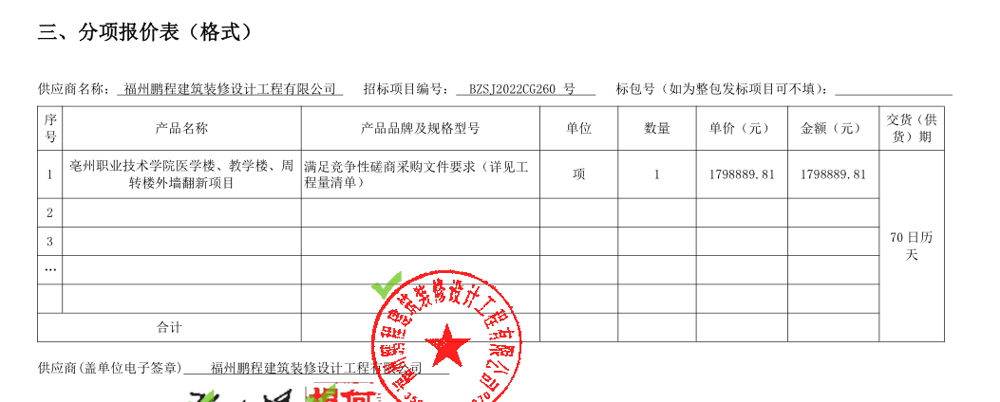 三、分项报价表（格式）
供应商名称： 福州鹏程建筑装修设计工程有限公司 招标项目编号： BZSJ2022CG260 号 标包号（如为整包发标项目可不填）：
序号 产品名称 产品品牌及规格型号 单位 数量 单价（元） 金额（元） 交货（供货）期
1 亳州职业技术学院医学楼、教学楼、周转楼外墙翻新项目 满足竞争性磋商采购文件要求（详见工程量清单） 项 1 1798889.81 1798889.81 70 日历天
2
3
…
合计
供应商(盖单位电子签章) 福州鹏程建筑装修设计工程有限公司
福州鹏程建筑装修设计工程有限公司